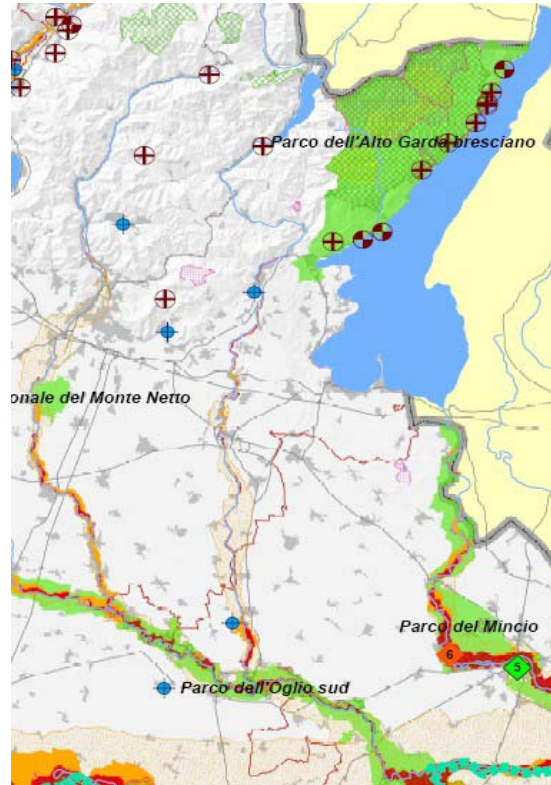 Parco dell'Alto Garda bresciano
onale del Monte Netto
Parco del Mincio
6
5
Parco dell'Oglio sud